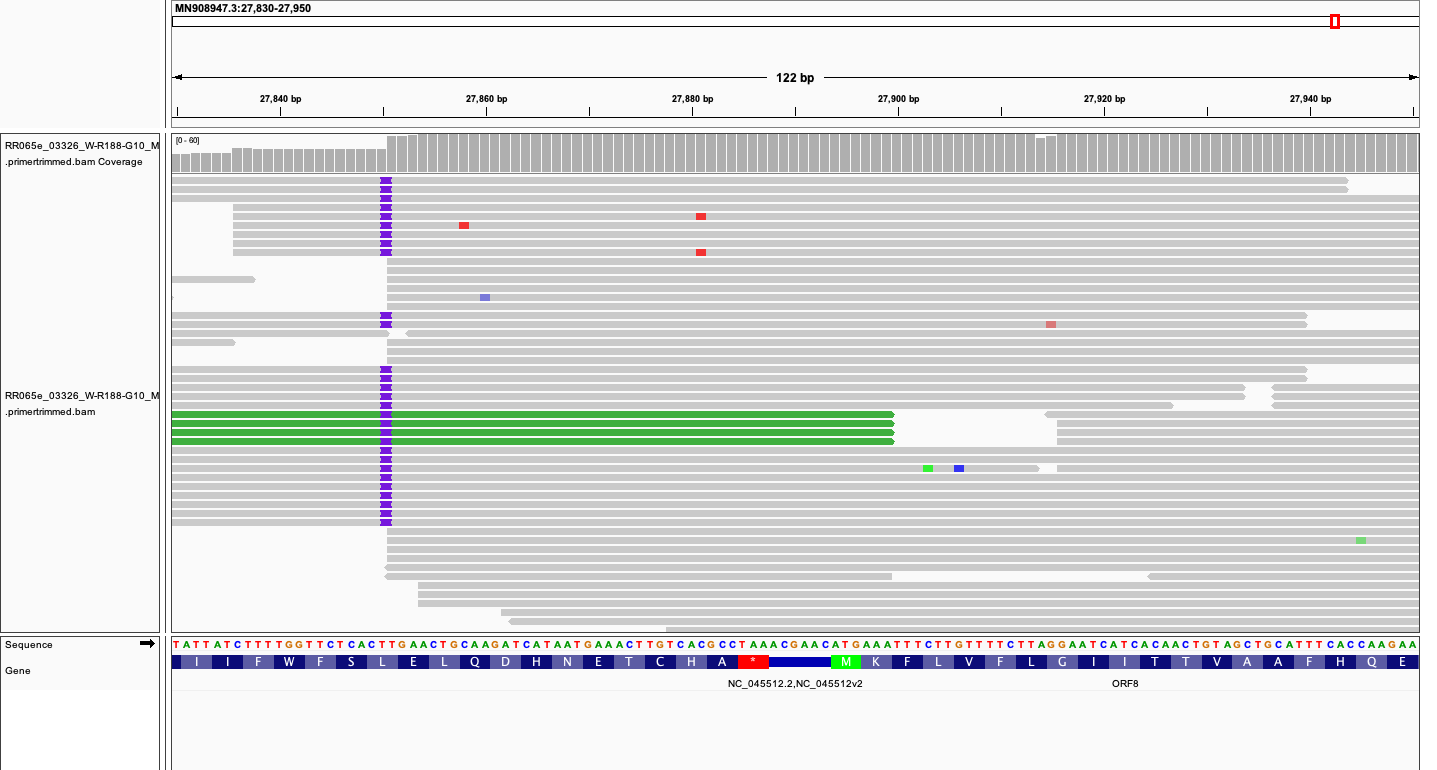 MN908947.3:27,830-27,950
122 bp
27,840 bp 27,860 bp 27,880 bp 27,900 bp 27,920 bp 27,940 bp
RR065e_03326_W-R188-G10_M
.primertrimmed.bam Coverage
[0 - 60]
RR065e_03326_W-R188-G10_M
.primertrimmed.bam
Sequence
TATTATCTTTTGGTTCTCACTTGAACTGCAAGATCATAATGAAACTTGTCACGCCTAAACGAACATGAAATTTCTTGTTTTCTTAGGAATCATCACAACTGTAGCTGCATTTCACCAAGAA
Gene
I I F W F S L E L Q D H N E T C H A * M K F L V F L G I I T T V A A F H Q E
NC_045512.2,NC_045512v2 ORF8